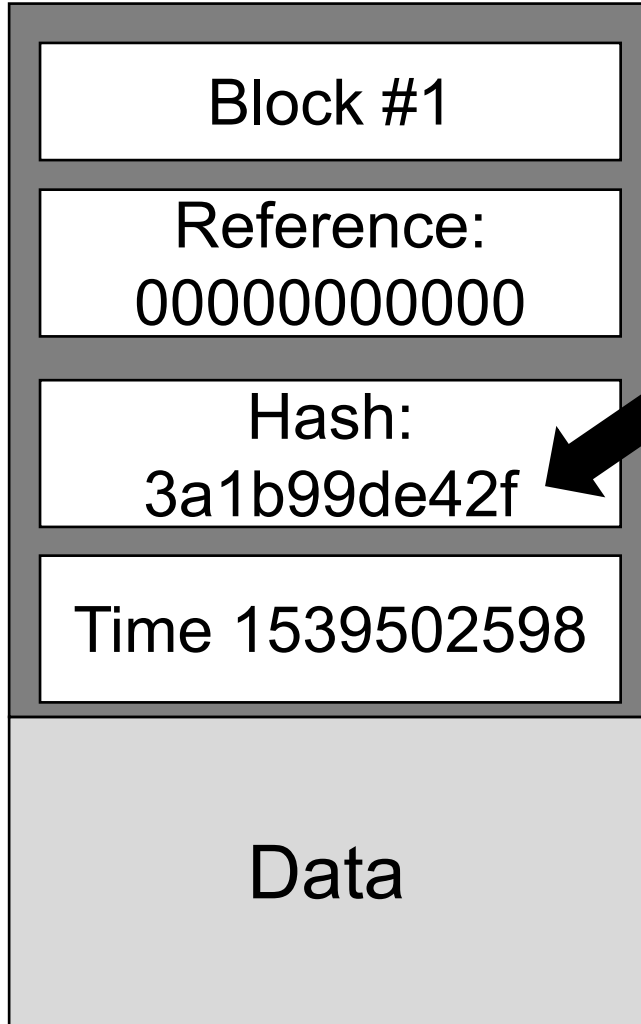 Block #1
Reference:
00000000000
Hash:
3a1b99de42f
Time 1539502598
Data